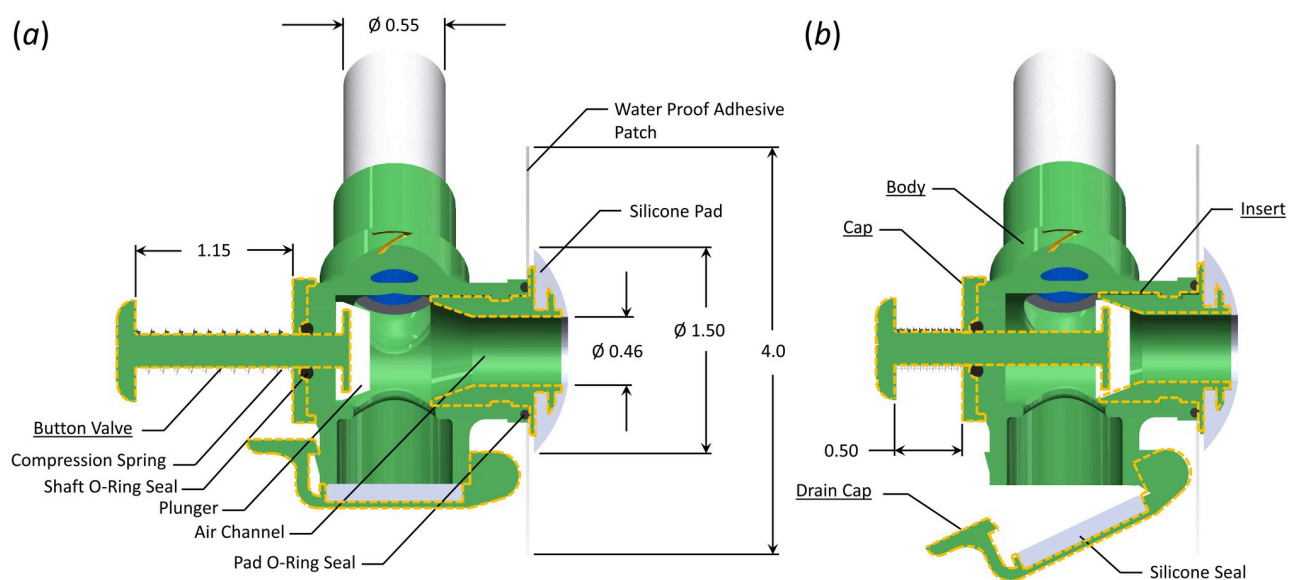 (a)
Ø 0.55
Water Proof Adhesive
Patch
Silicone Pad
1.15
Ø 1.50
Ø 0.46
4.0
Button Valve
Compression Spring
Shaft O-Ring Seal
Plunger
Air Channel
Pad O-Ring Seal
(b)
Body
Insert
Cap
0.50
Drain Cap
Silicone Seal